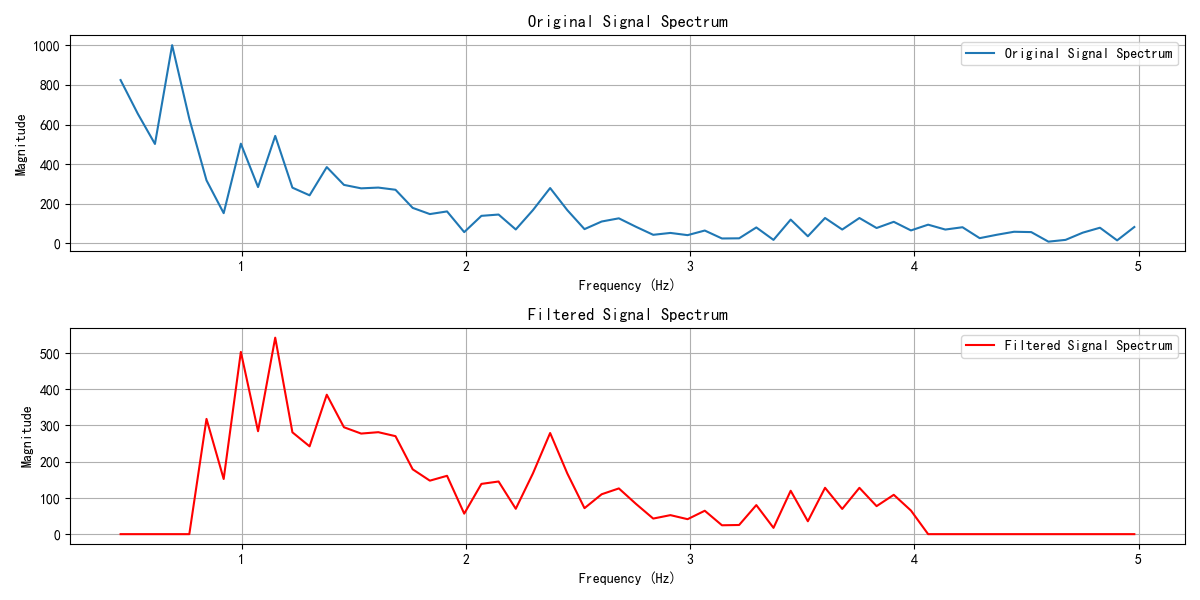 Original Signal Spectrum
Original Signal Spectrum
Magnitude
1000
800
600
400
200
0
1 2 3 4 5
Frequency (Hz)
Filtered Signal Spectrum
Filtered Signal Spectrum
Magnitude
500
400
300
200
100
0
1 2 3 4 5
Frequency (Hz)